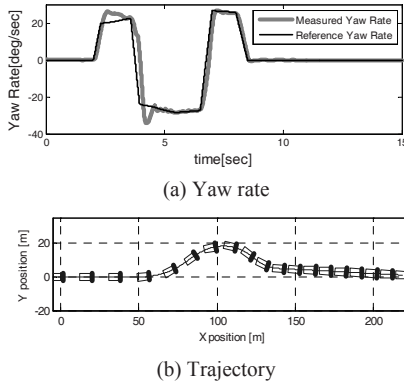 Measured Yaw Rate
Reference Yaw Rate
Yaw Rate[deg/sec]
20
0
-20
-40
0
5
10
15
time[sec]
(a) Yaw rate
Y position [m]
20
0
-20
0
50
100
150
200
X position [m]
(b) Trajectory